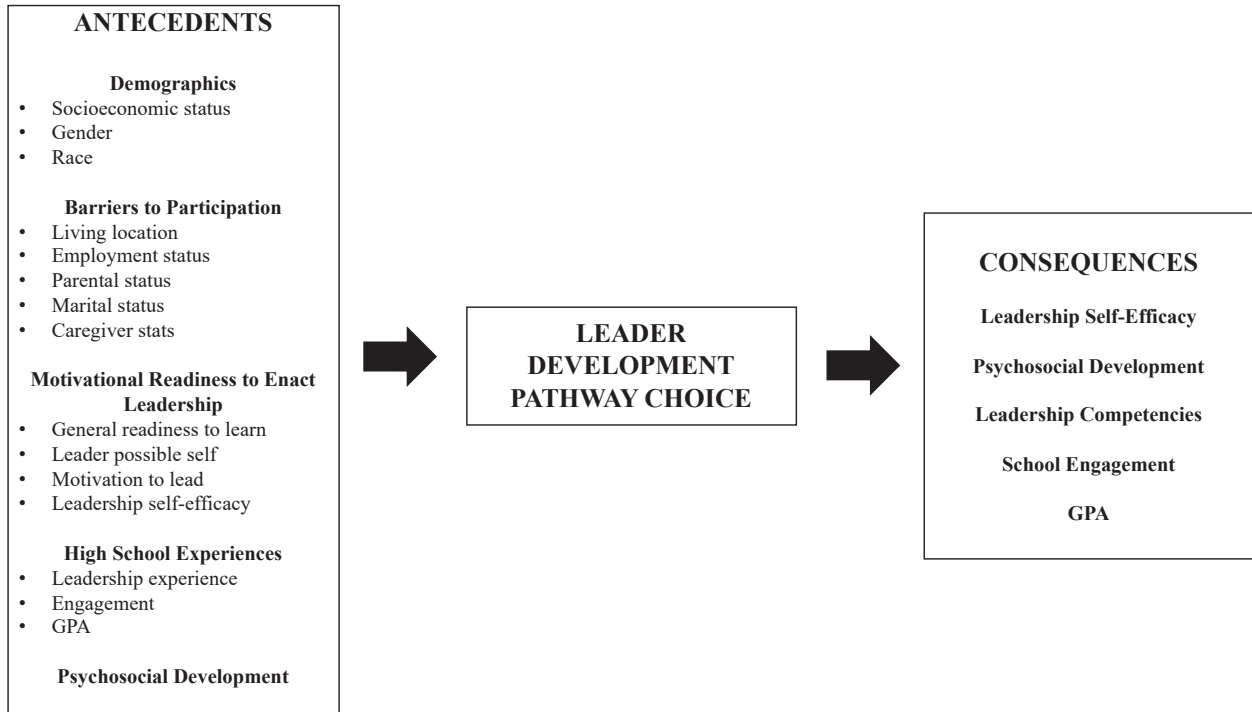 ANTECEDENTS
Demographics
• Socioeconomic status
• Gender
• Race
Barriers to Participation
• Living location
• Employment status
• Parental status
• Marital status
• Caregiver stats
Motivational Readiness to Enact
Leadership
• General readiness to learn
• Leader possible self
• Motivation to lead
• Leadership self-efficacy
High School Experiences
• Leadership experience
• Engagement
• GPA
Psychosocial Development
LEADER
DEVELOPMENT
PATHWAY CHOICE
CONSEQUENCES
Leadership Self-Efficacy
Psychosocial Development
Leadership Competencies
School Engagement
GPA